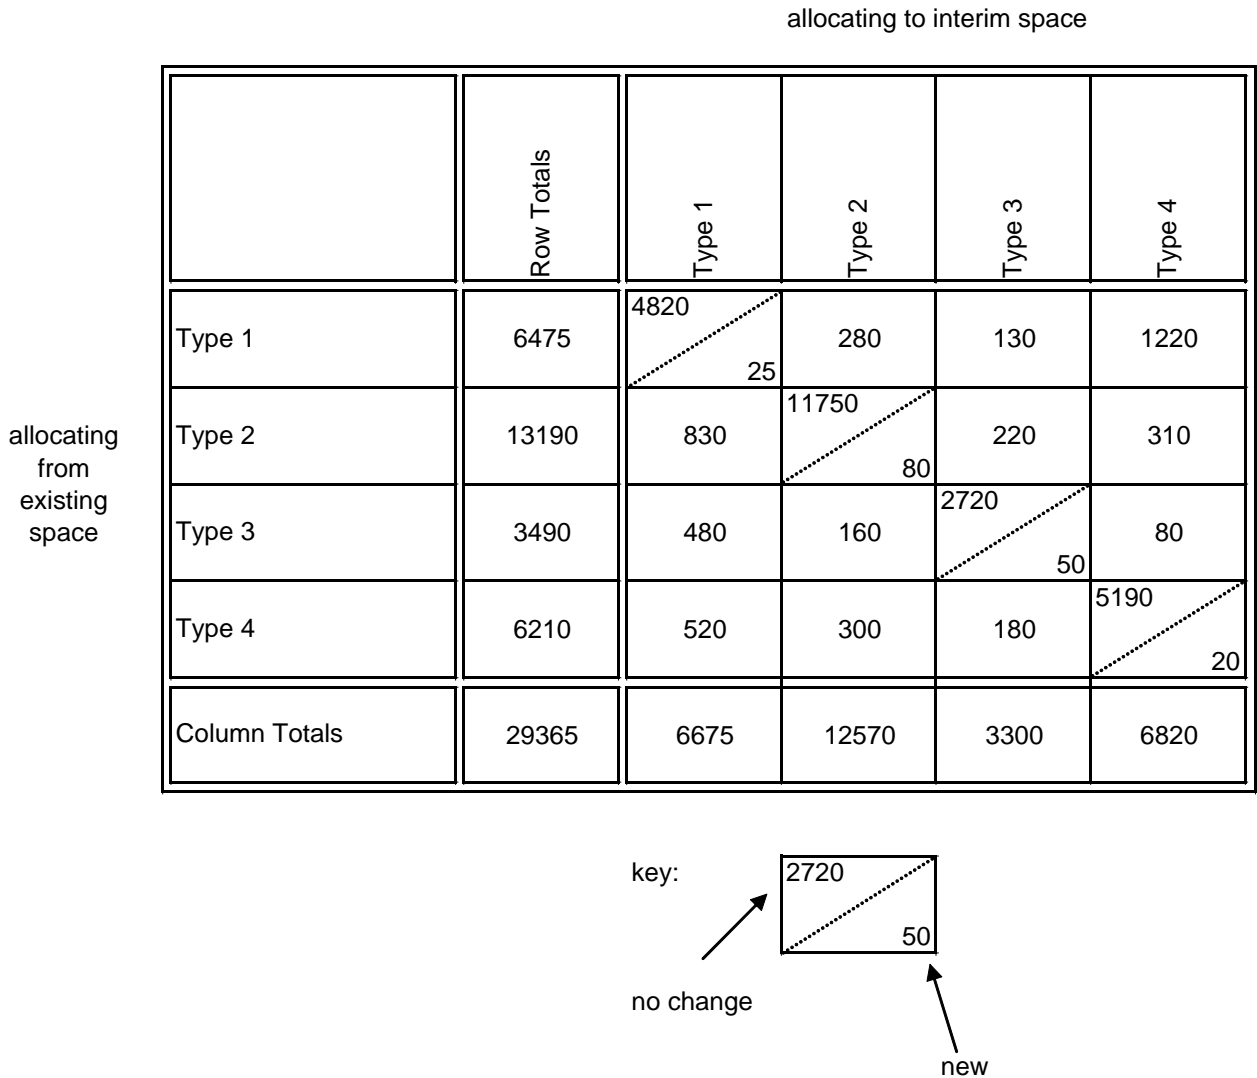 allocating to interim space
Row Totals
Type 1
Type 2
Type 3
Type 4
Type 1 6475 4820 25 280 130 1220
allocating
from
existing
space
Type 2 13190 830 11750 80 220 310
Type 3 3490 480 160 2720 50 80
Type 4 6210 520 300 180 5190 20
Column Totals 29365 6675 12570 3300 6820
key:
2720
50
no change
new